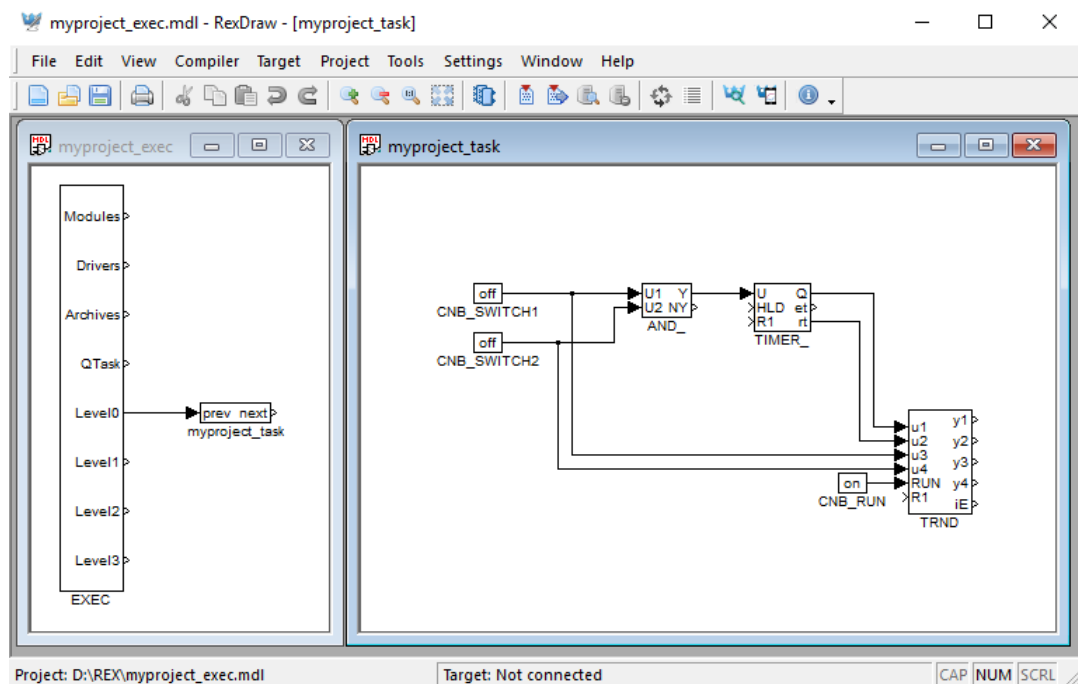 myproject_exec.mdl - RexDraw - [myproject_task]
File Edit View Compiler Target Project Tools Settings Window Help
MDL myproject_exec
Modules
Drivers
Archives
QTask
Level0
prev next
myproject_task
Level1
Level2
Level3
EXEC
MDL myproject_task
off
CNB_SWITCH1
off
CNB_SWITCH2
U1 Y
U2 NY
AND_
U Q
HLD et
R1 rt
TIMER_
on
CNB_RUN
u1 y1
u2 y2
u3 y3
u4
RUN y4
R1 iE
TRND
Project: D:\REX\myproject_exec.mdl
Target: Not connected
CAP NUM SCRL